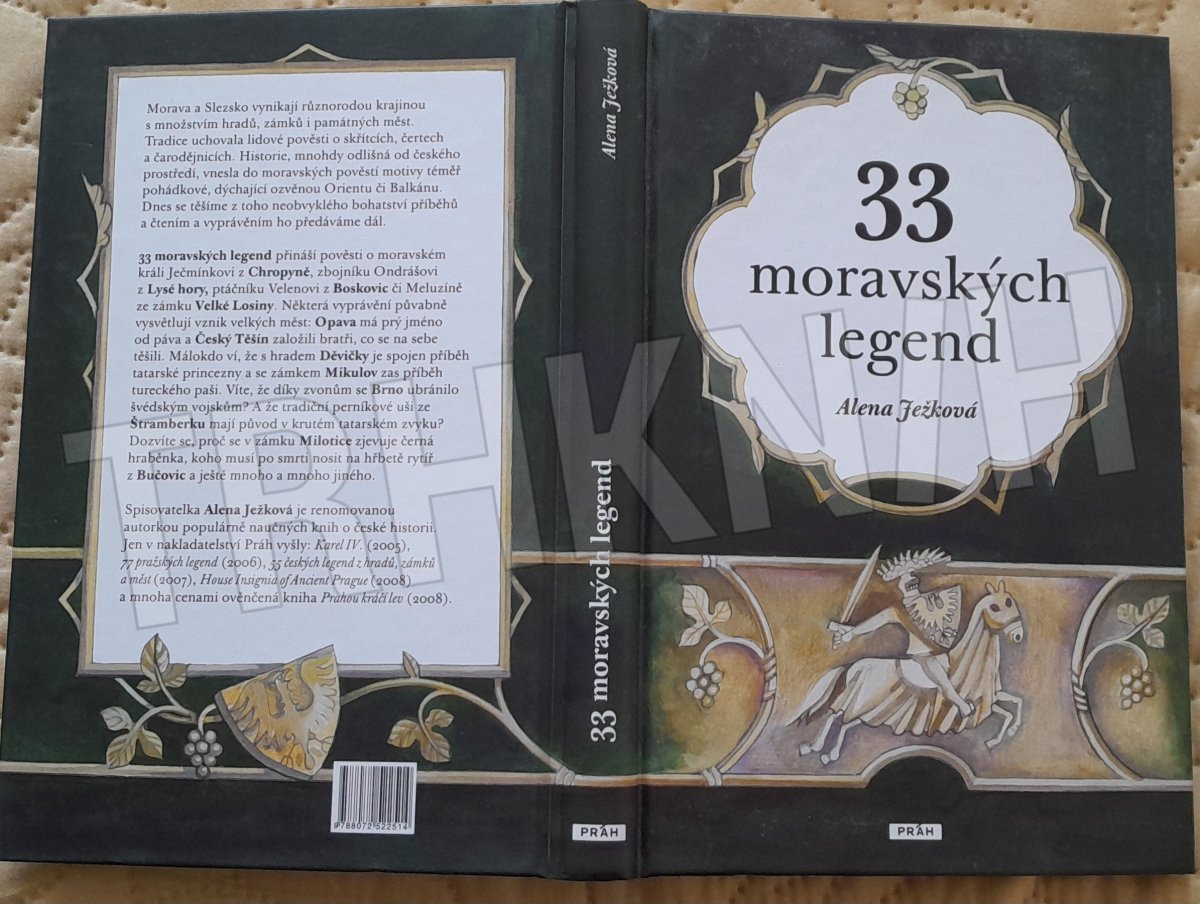 Morava a Slezsko vynikají různorodou krajinou
s množstvím hradů, zámků i památných měst.
Tradice uchovala lidové pověsti o skřítcích, čertech
a čarodějnicích. Historie, mnohdy odlišná od českého
prostředí, vnesla do moravských pověstí motivy téměř
pohádkové, dýchající ozvěnou Orientu či Balkánu.
Dnes se těšíme z toho neobvyklého bohatství příběhů
a čtením a vyprávěním ho předáváme dál.
33 moravských legend přináší pověsti o moravském
králi Ječmínkovi z Chropyně, zbojníku Ondrášovi
z Lysé hory, ptáčníku Velenovi z Boskovic či Meluzíně
ze zámku Velké Losiny. Některá vyprávění půvabně
vysvětlují vznik velkých měst: Opava má prý jméno
od páva a Český Těšín založili bratři, co se na sebe
těšili. Málokdo ví, že s hradem Děvičky je spojen příběh
tatarské princezny a se zámkem Mikulov zas příběh
tureckého paši. Víte, že díky zvonům se Brno ubránilo
švédským vojskům? A že tradiční perníkové uši ze
Štramberku mají původ v krutém tatarském zvyku?
Dozvíte se, proč se v zámku Milotice zjevuje černá
hraběnka, koho musí po smrti nosit na hřbetě rytíř
z Bučovic a ještě mnoho a mnoho jiného.
Spisovatelka Alena Ježková je renomovanou
autorkou populárně naučných knih o české historii.
Jen v nakladatelství Práh vyšly: Karel IV. (2005),
77 pražských legend (2006), 55 českých legend z hradů, zámků
a měst (2007), House Insignia of Ancient Prague (2008)
a mnoha cenami ověnčená kniha Prahou kráčí lev (2008).
9 788072 522514
Alena Ježková
33 moravských legend
PRÁH
33
moravských
legend
Alena Ježková
PRÁH
TRHKNIH